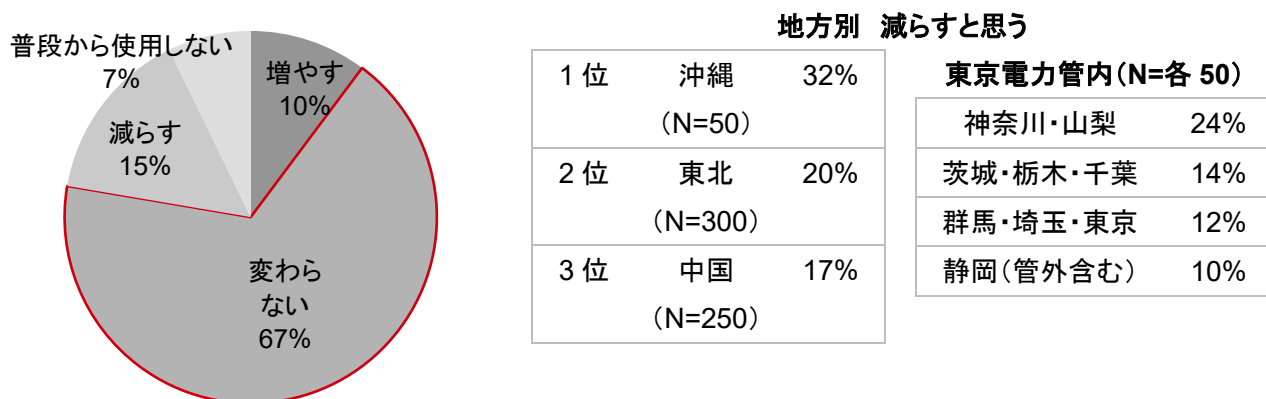 普段から使用しない
7%
増やす
10%
減らす
15%
変わら
ない
67%
地方別 減らすと思う
1 位 沖縄 32%
(N=50)
2 位 東北 20%
(N=300)
3 位 中国 17%
(N=250)
東京電力管内(N=各 50)
神奈川・山梨 24%
茨城・栃木・千葉 14%
群馬・埼玉・東京 12%
静岡(管外含む) 10%